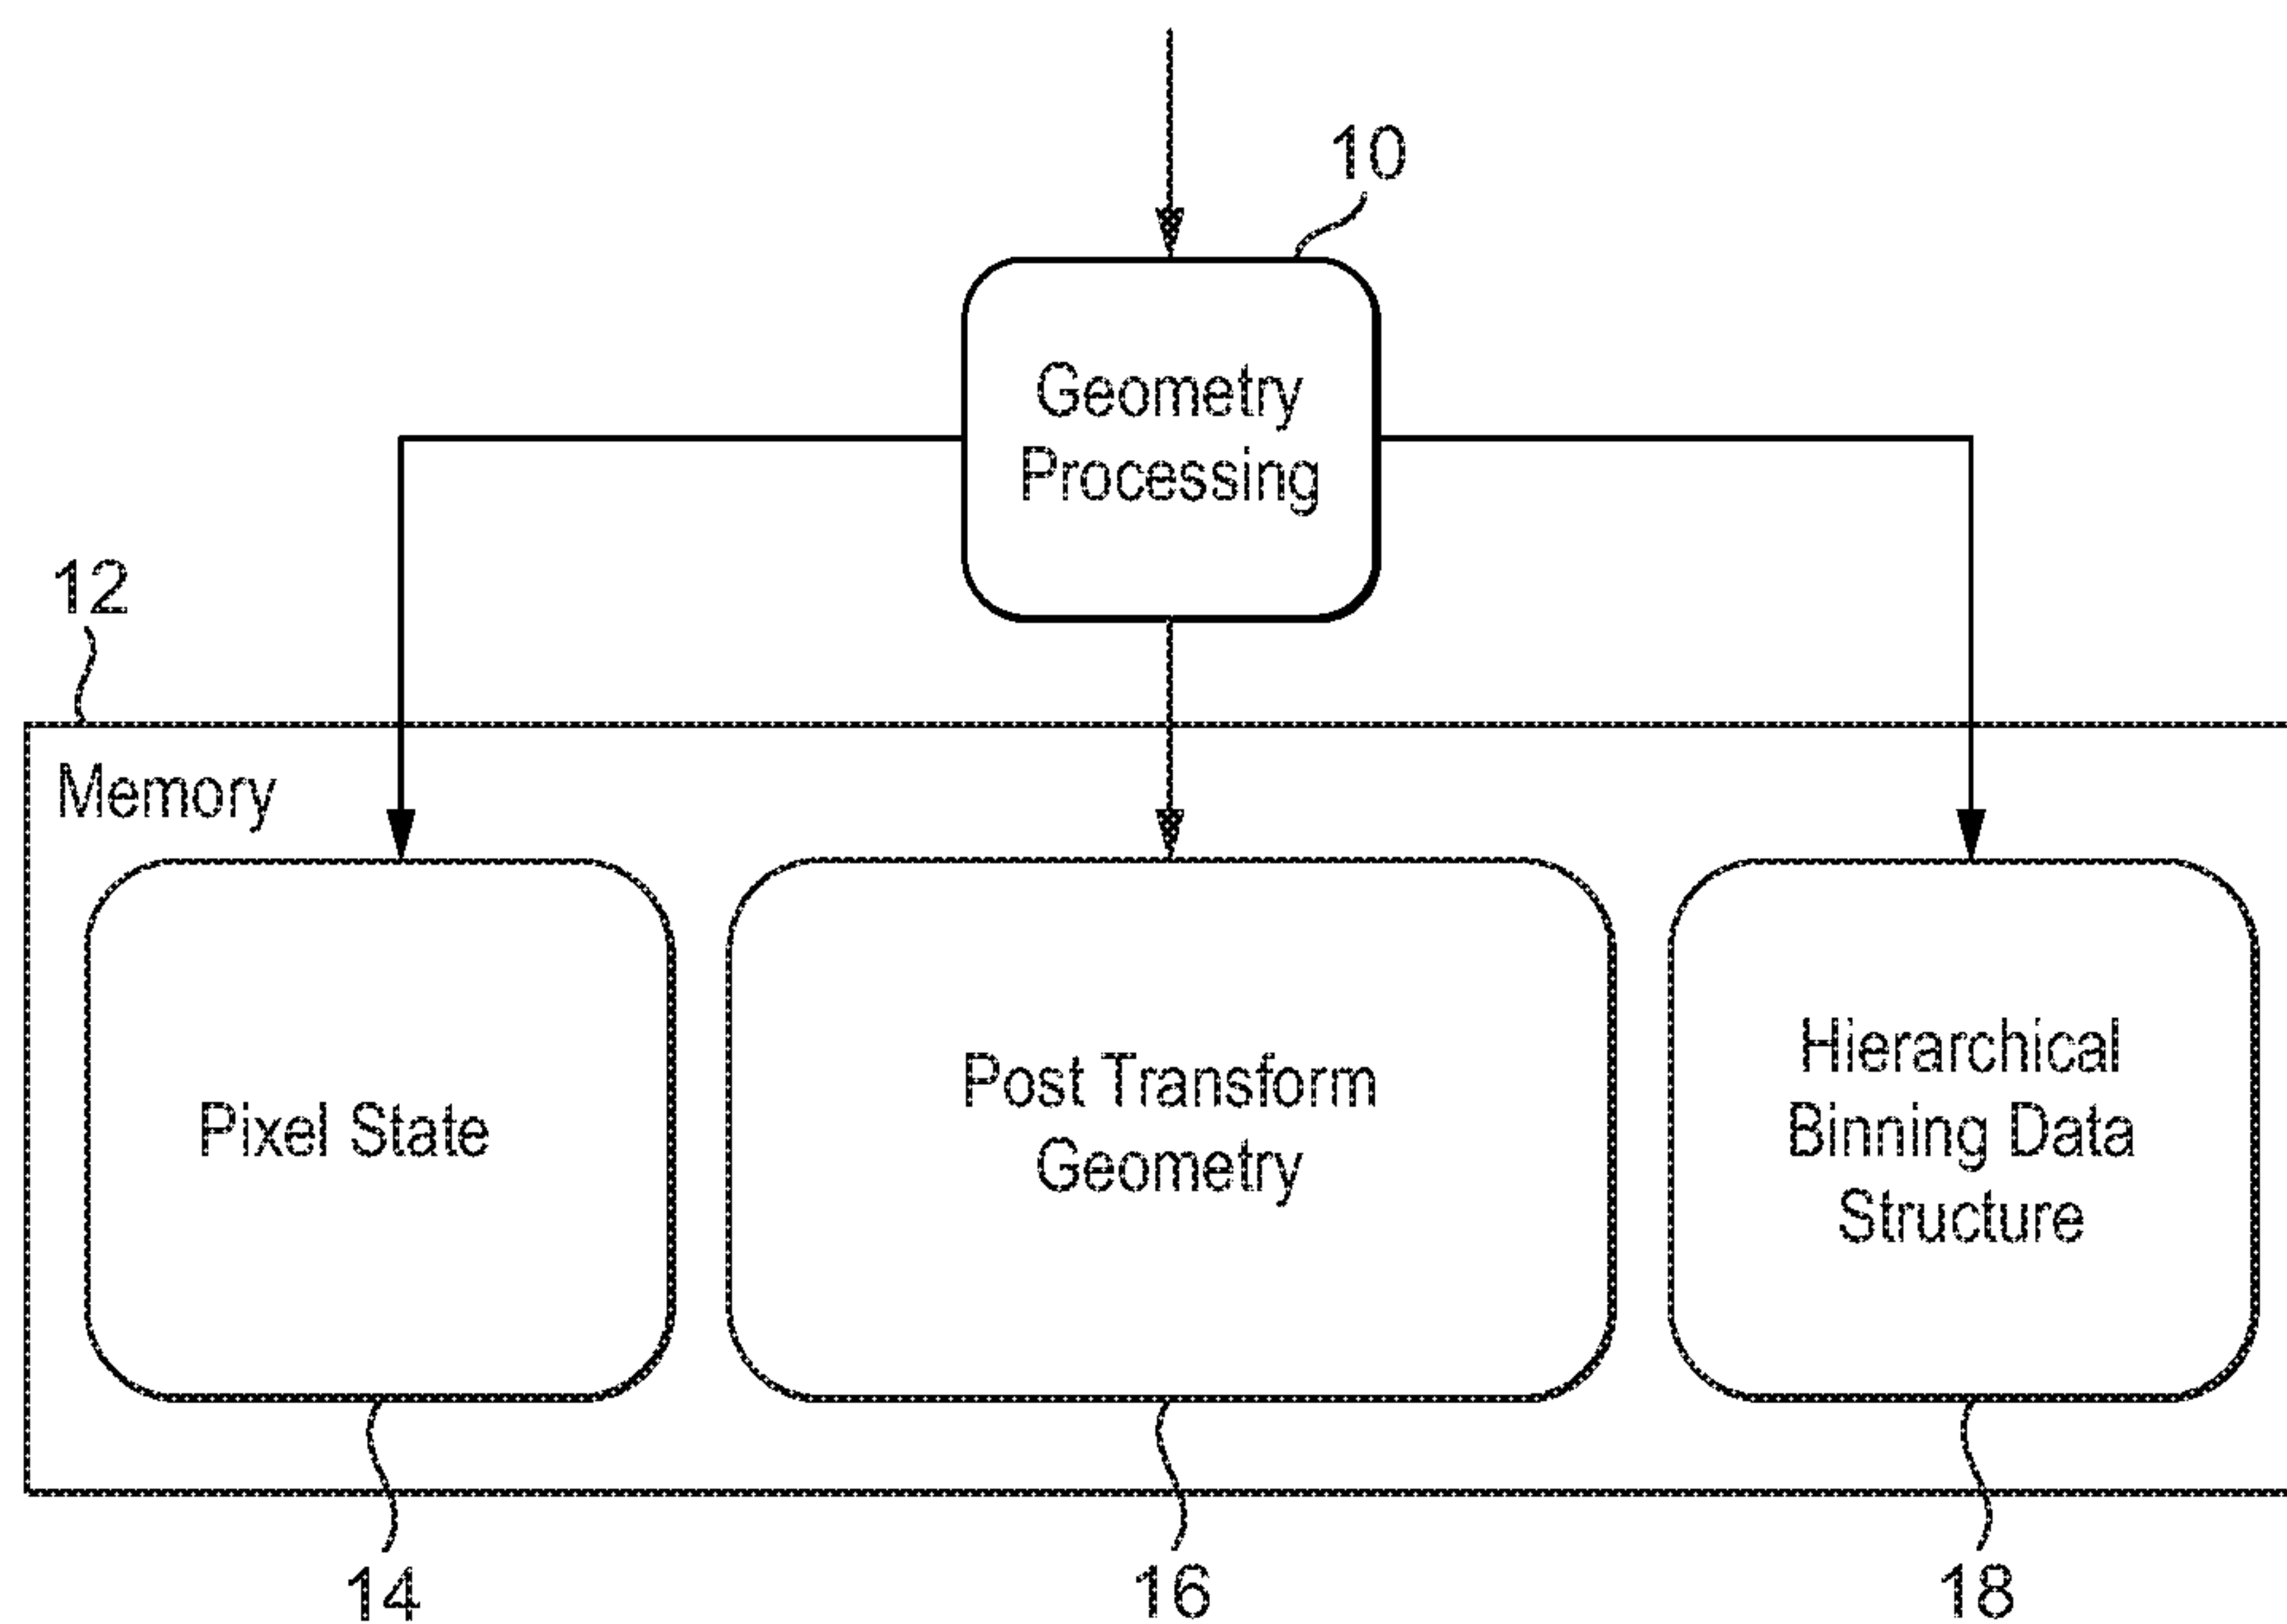 10
Geometry
Processing
12
Memory
Pixel State
Post Transform
Geometry
Hierarchical
Binning Data
Structure
14
16
18